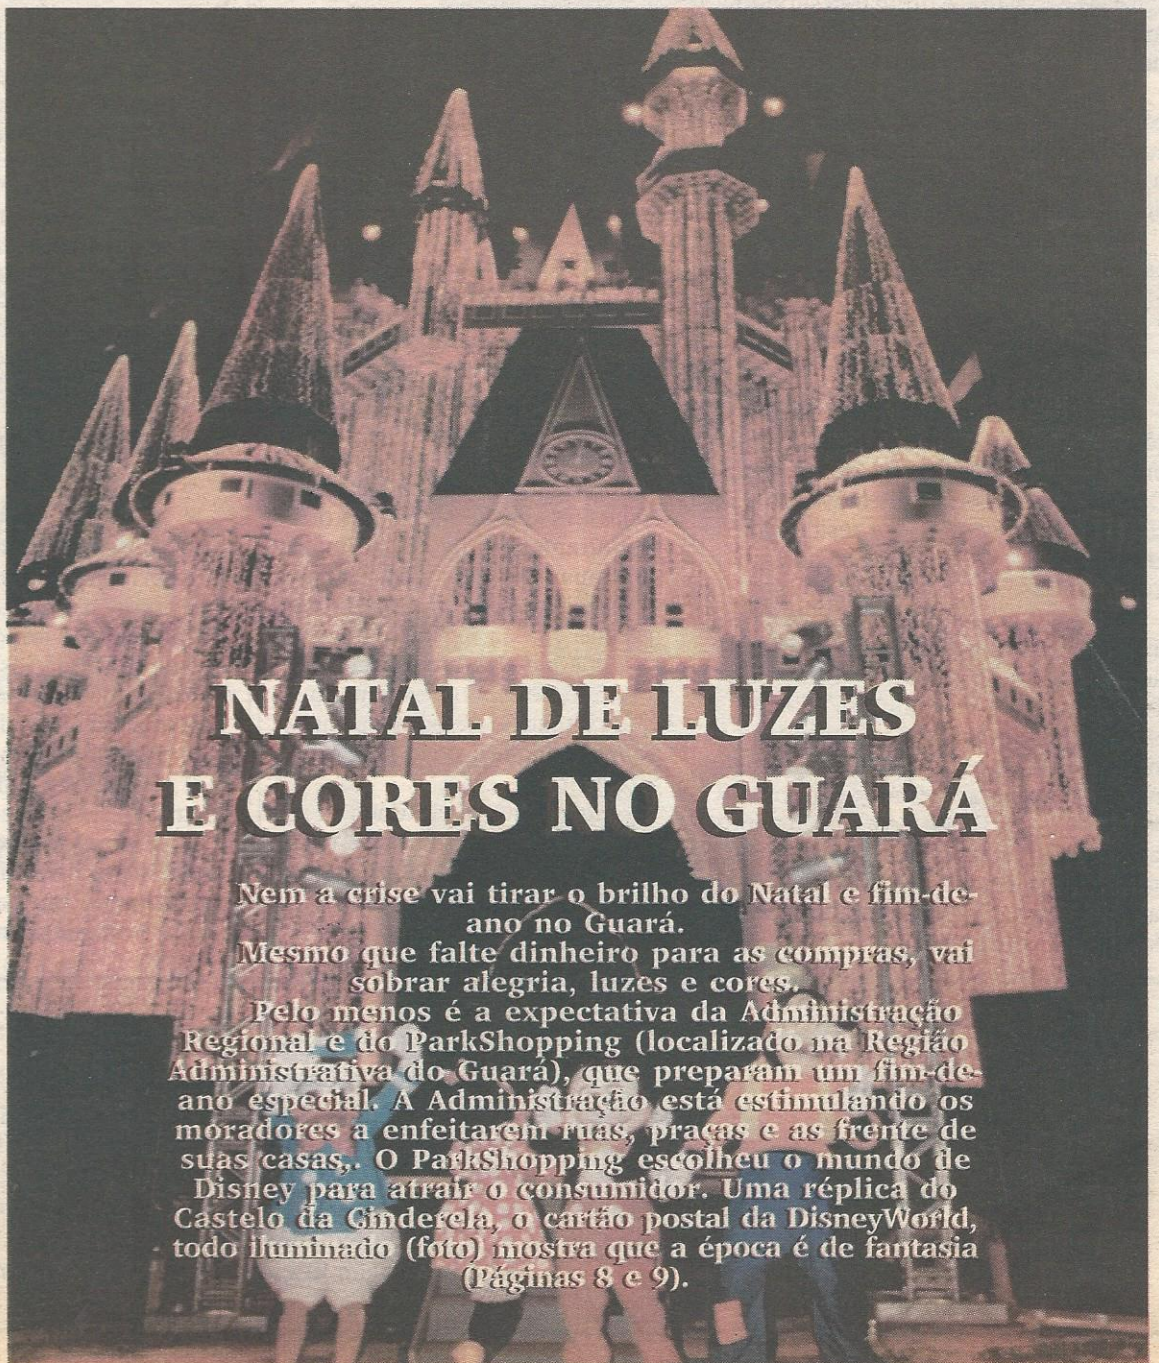 NATAL DE LUZES
E CORES NO GUARÁ
Nem a crise vai tirar o brilho do Natal e fim-de-
ano no Guará.
Mesmo que falte dinheiro para as compras, vai
sobrar alegria, luzes e cores.
Pelo menos é a expectativa da Administração
Regional e do ParkShopping (localizado na Região
Administrativa do Guará), que preparam um fim-de-
ano especial. A Administração está estimulando os
moradores a enfeitarem ruas, praças e as frente de
suas casas,. O ParkShopping escolheu o mundo de
Disney para atrair o consumidor. Uma réplica do
Castelo da Cinderela, o cartão postal da DisneyWorld,
todo iluminado (foto) mostra que a época é de fantasia
(Páginas 8 e 9).